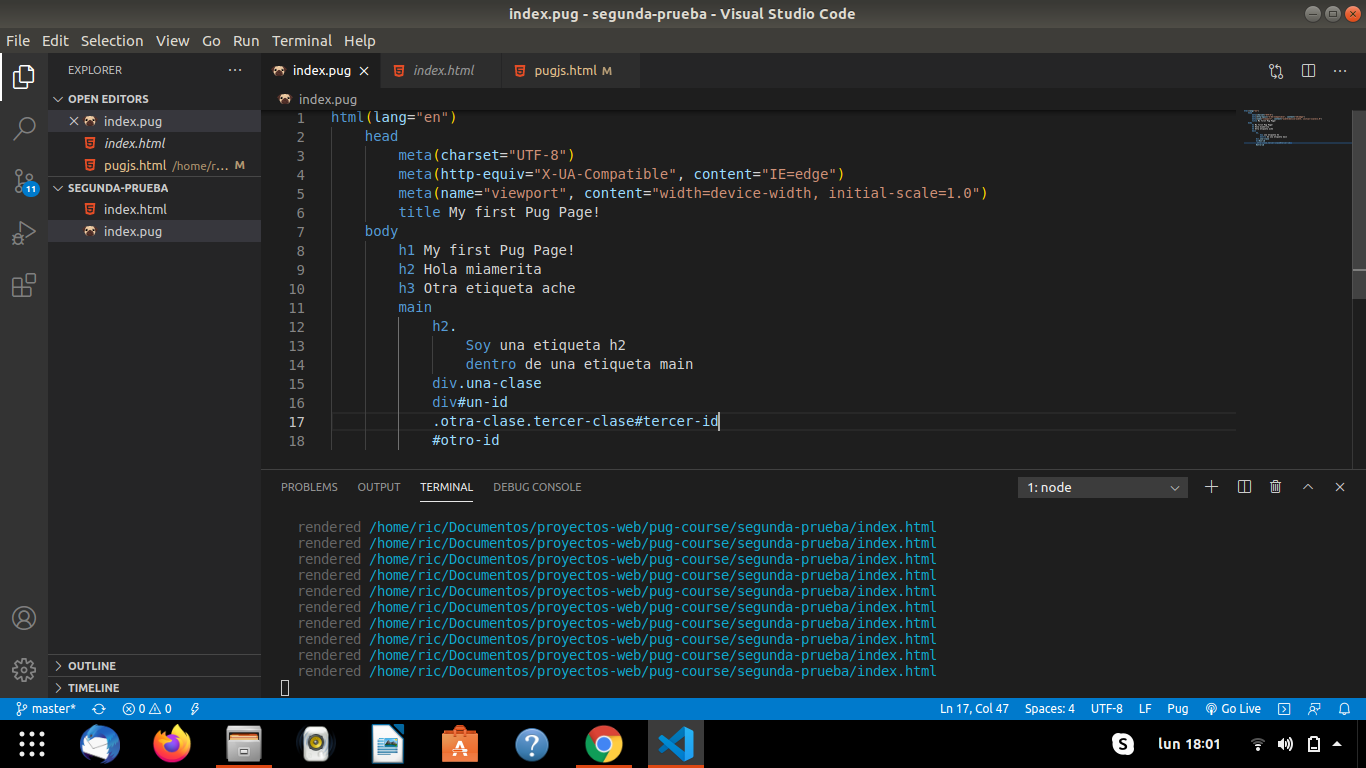 index.pug - segunda-prueba - Visual Studio Code
File Edit Selection View Go Run Terminal Help
EXPLORER
OPEN EDITORS
index.pug
index.html
pugjs.html /home/r... M
SEGUNDA-PRUEBA
index.html
index.pug
OUTLINE
TIMELINE
11
index.pug index.html pugjs.html M
index.pug
1 html(lang="en")
2 head
3 meta(charset="UTF-8")
4 meta(http-equiv="X-UA-Compatible", content="IE=edge")
5 meta(name="viewport", content="width=device-width, initial-scale=1.0")
6 title My first Pug Page!
7 body
8 h1 My first Pug Page!
9 h2 Hola miamerita
10 h3 Otra etiqueta ache
11 main
12 h2.
13 Soy una etiqueta h2
14 dentro de una etiqueta main
15 div.una-clase
16 div#un-id
17 .otra-clase.tercer-clase#tercer-id
18 #otro-id
PROBLEMS OUTPUT TERMINAL DEBUG CONSOLE 1: node
rendered /home/ric/Documentos/proyectos-web/pug-course/segunda-prueba/index.html
rendered /home/ric/Documentos/proyectos-web/pug-course/segunda-prueba/index.html
rendered /home/ric/Documentos/proyectos-web/pug-course/segunda-prueba/index.html
rendered /home/ric/Documentos/proyectos-web/pug-course/segunda-prueba/index.html
rendered /home/ric/Documentos/proyectos-web/pug-course/segunda-prueba/index.html
rendered /home/ric/Documentos/proyectos-web/pug-course/segunda-prueba/index.html
rendered /home/ric/Documentos/proyectos-web/pug-course/segunda-prueba/index.html
rendered /home/ric/Documentos/proyectos-web/pug-course/segunda-prueba/index.html
rendered /home/ric/Documentos/proyectos-web/pug-course/segunda-prueba/index.html
rendered /home/ric/Documentos/proyectos-web/pug-course/segunda-prueba/index.html
master* 0 0 Ln 17, Col 47 Spaces: 4 UTF-8 LF Pug Go Live
lun 18:01